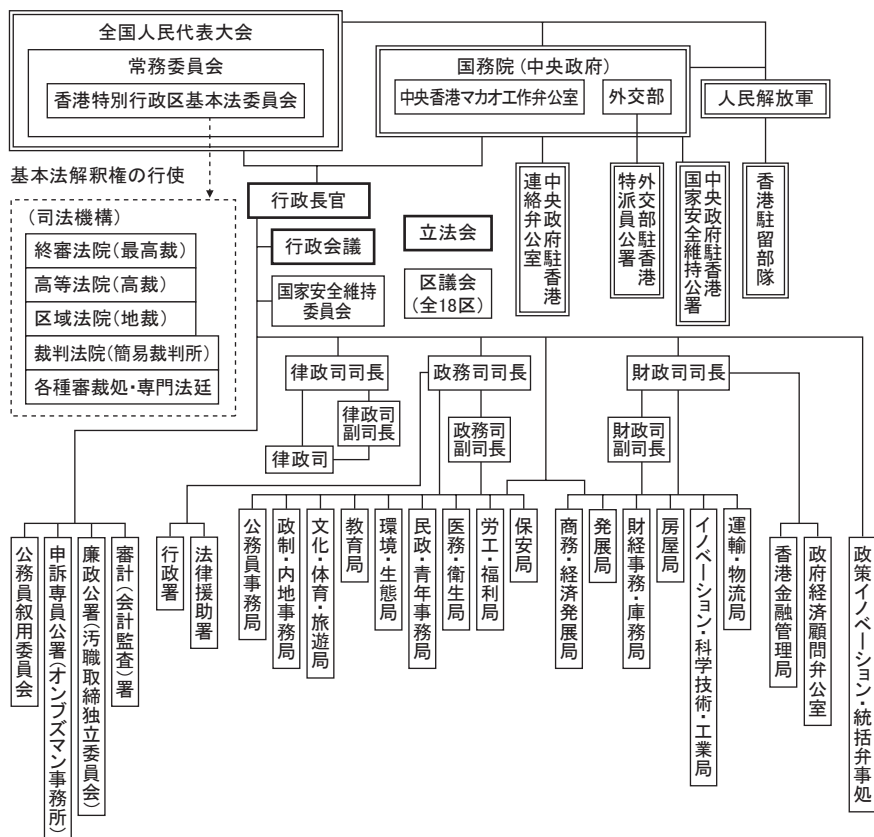 全国人民代表大会
常務委員会
香港特別行政区基本法委員会
国務院(中央政府)
中央香港マカオ工作弁公室
外交部
人民解放軍
基本法解釈権の行使
(司法機構)
終審法院(最高裁)
高等法院(高裁)
区域法院(地裁)
裁判法院(簡易裁判所)
各種審裁処・専門法廷
行政長官
行政会議
国家安全維持
委員会
立法会
区議会
(全18区)
中央政府駐香港
連絡弁公室
外交部駐香港
特派員公署
中央政府駐香港
国家安全維持公署
香港駐留部隊
律政司司長
律政司
副司長
律政司
政務司司長
政務司
副司長
財政司司長
財政司
副司長
公務員叙用委員会
申訴専員公署(オンブズマン事務所)
廉政公署(汚職取締独立委員会)
審計(会計監査)署
行政署
法律援助署
公務員事務局
政制・内地事務局
文化・体育・旅遊局
教育局
環境・生態局
民政・青年事務局
医務・衛生局
労工・福利局
保安局
商務・経済発展局
発展局
財経事務・庫務局
房屋局
イノベーション・科学技術・工業局
運輸・物流局
香港金融管理局
政府経済顧問弁公室
政策イノベーション・統括弁事処